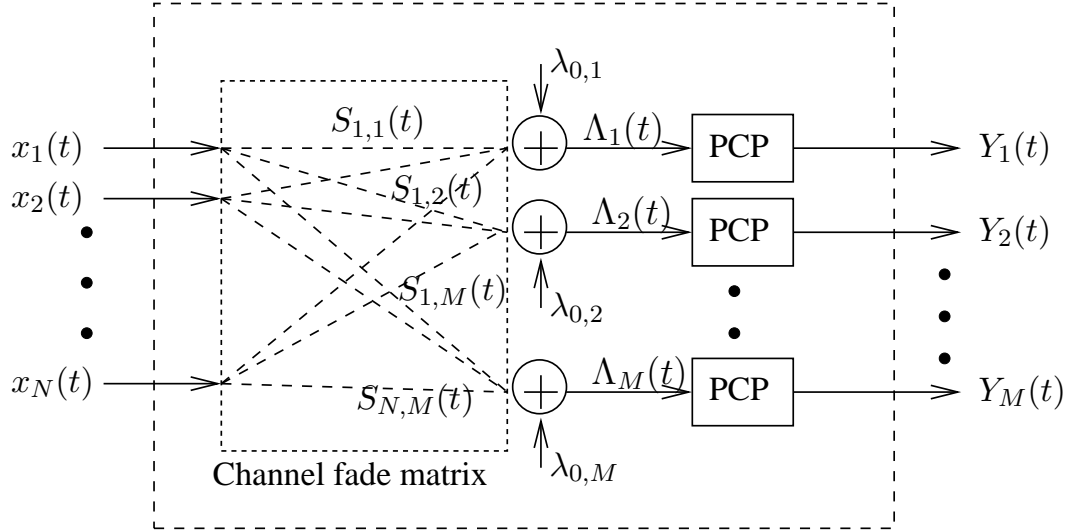 λ_{0,1}
x_1(t)
S_{1,1}(t)
+
Λ_1(t)
PCP
Y_1(t)
x_2(t)
S_{1,2}(t)
+
Λ_2(t)
PCP
Y_2(t)
S_{1,M}(t)
λ_{0,2}
x_N(t)
S_{N,M}(t)
+
Λ_M(t)
PCP
Y_M(t)
Channel fade matrix
λ_{0,M}